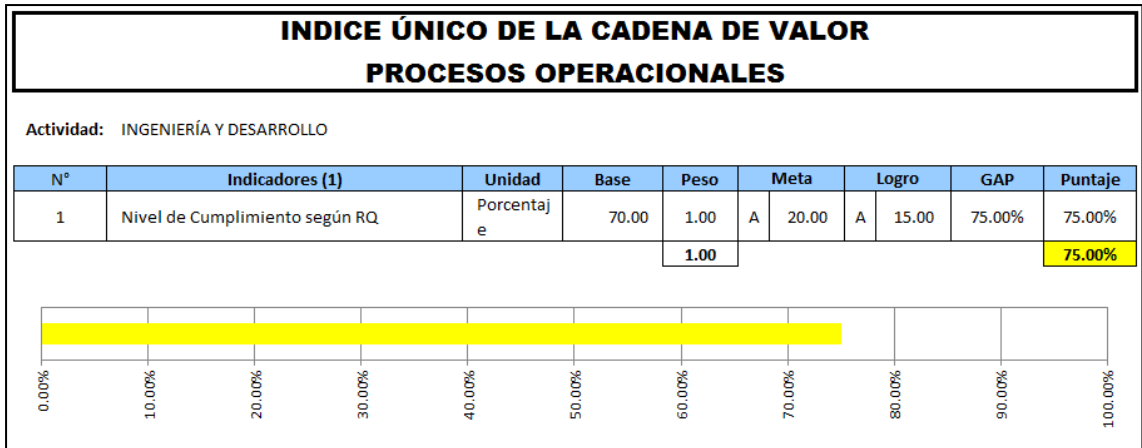 INDICE ÚNICO DE LA CADENA DE VALOR
PROCESOS OPERACIONALES
Actividad: INGENIERÍA Y DESARROLLO
N° Indicadores (1) Unidad Base Peso Meta Logro GAP Puntaje
1 Nivel de Cumplimiento según RQ Porcentaj e 70.00 1.00 A 20.00 A 15.00 75.00% 75.00%
1.00 75.00%
0.00% 10.00% 20.00% 30.00% 40.00% 50.00% 60.00% 70.00% 80.00% 90.00% 100.00%